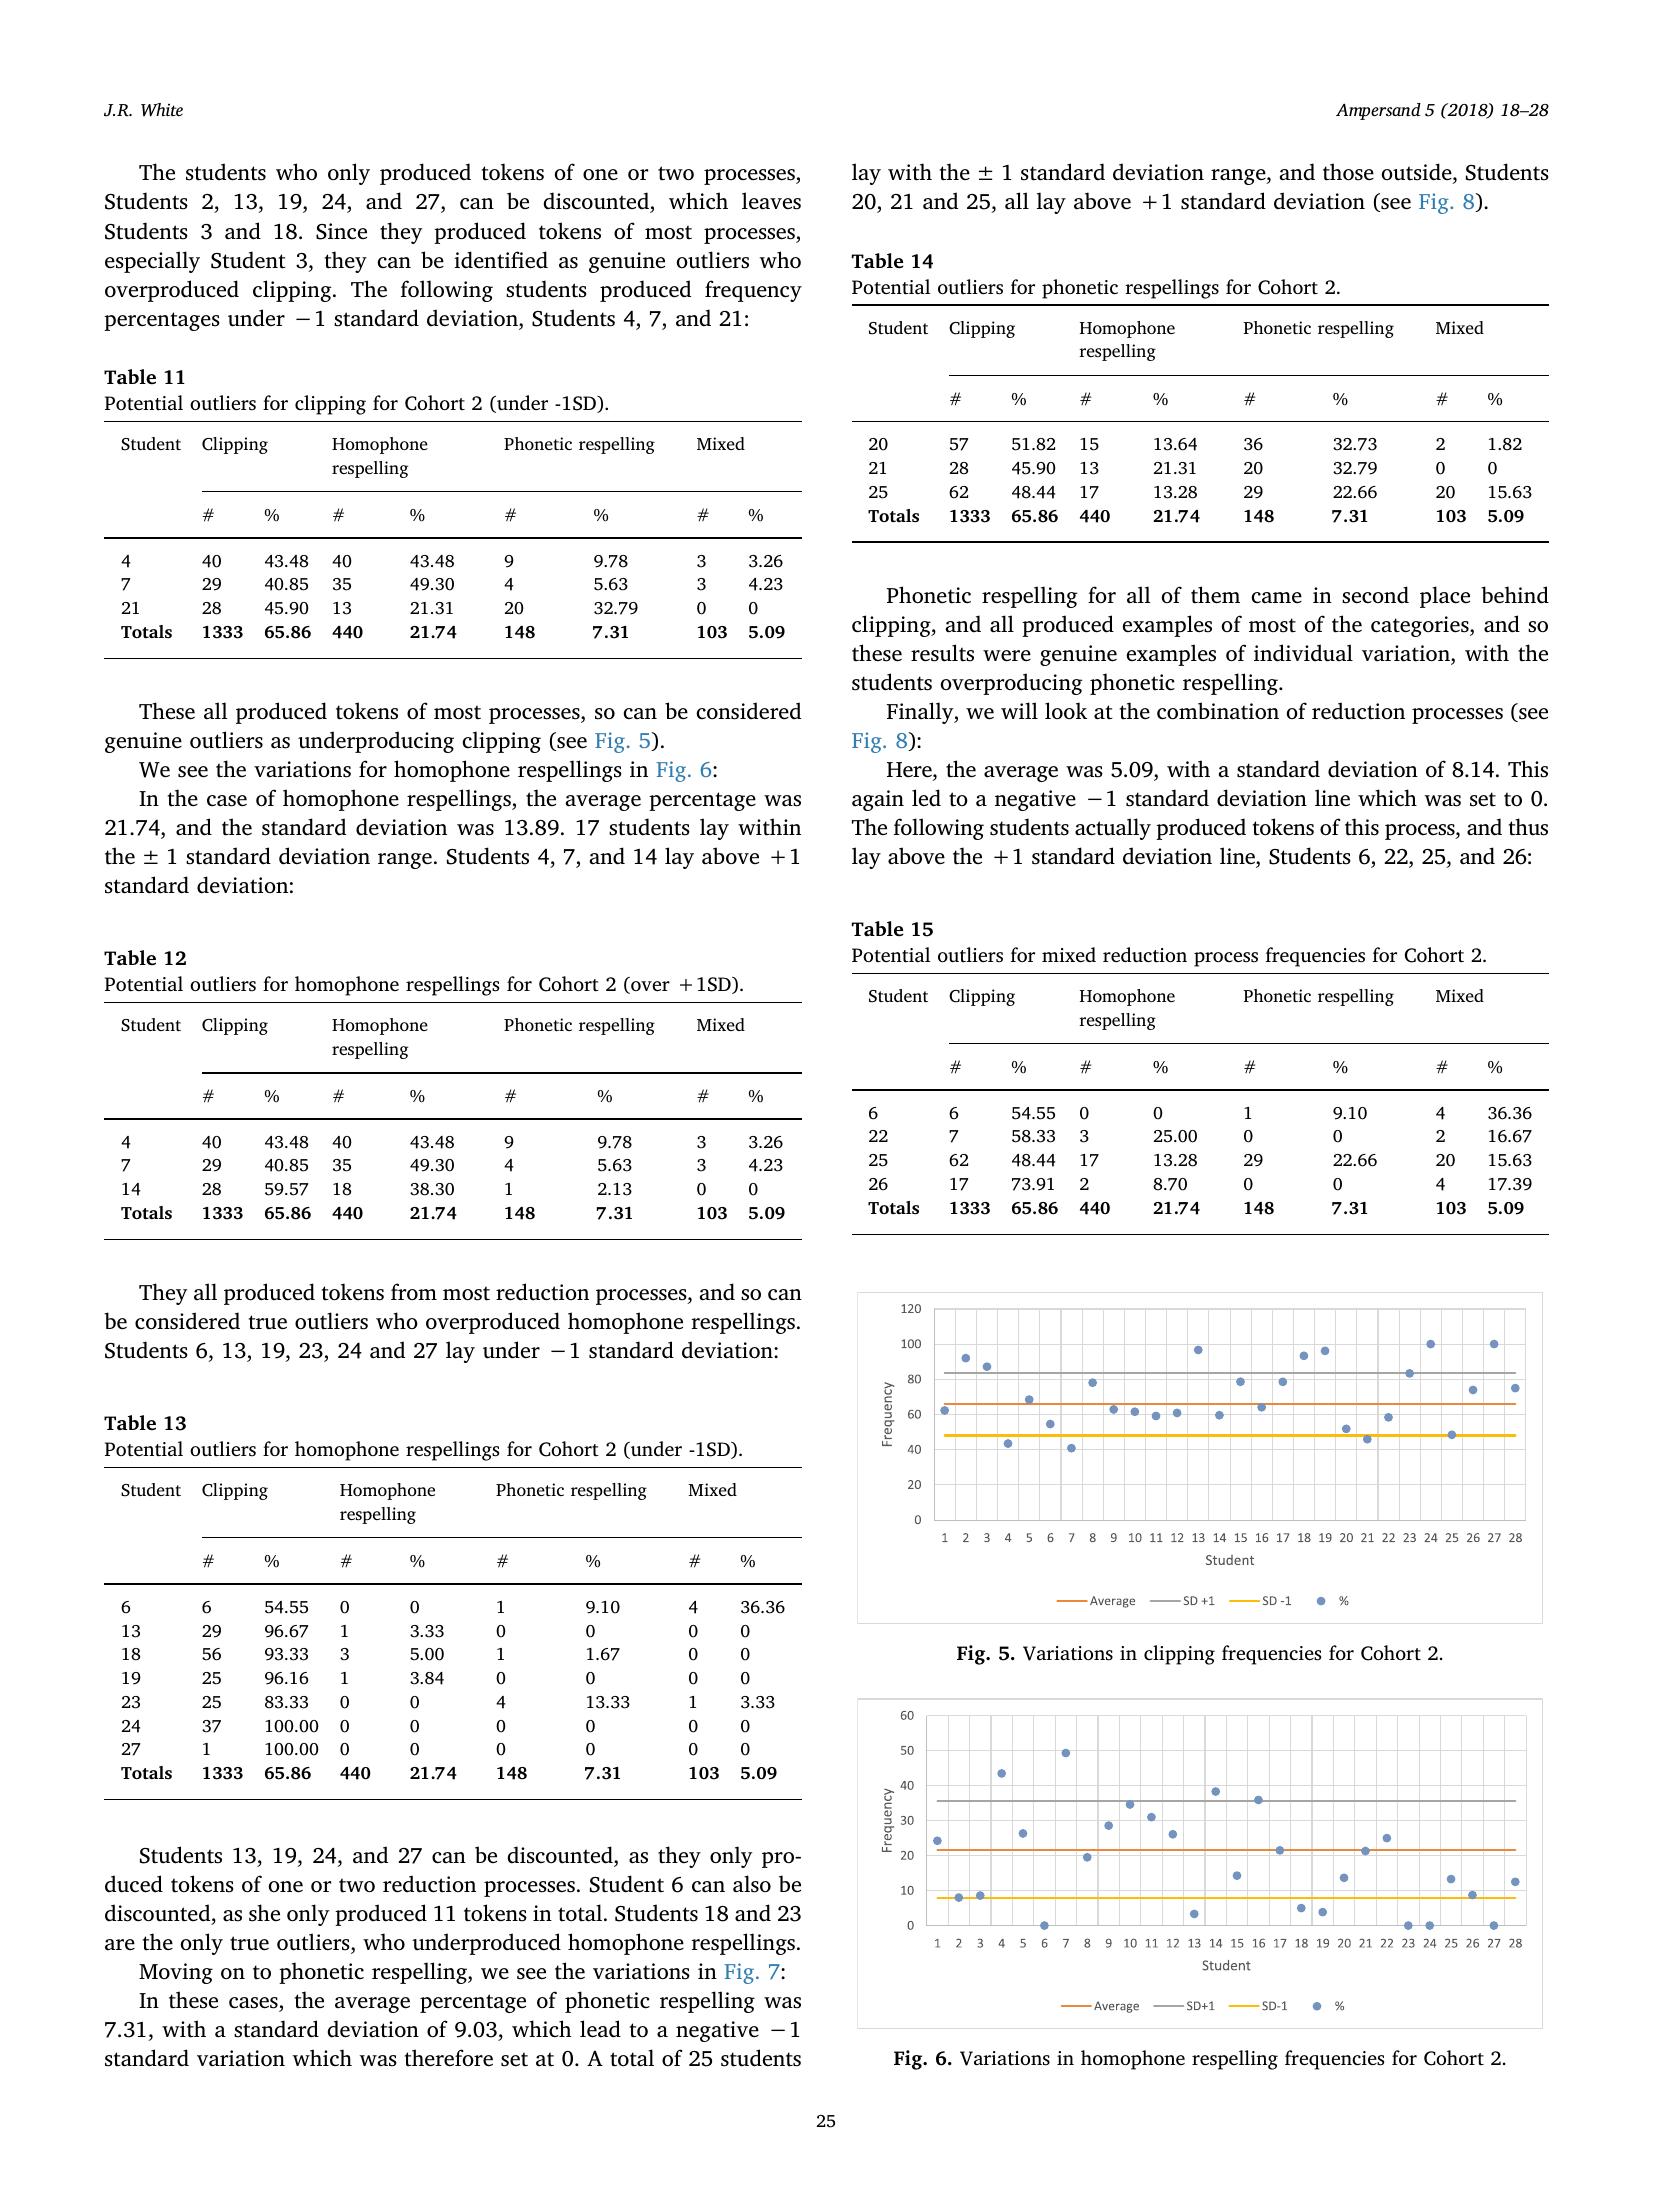 J.R. White
Ampersand 5 (2018) 18–28
The students who only produced tokens of one or two processes,
Students 2, 13, 19, 24, and 27, can be discounted, which leaves
Students 3 and 18. Since they produced tokens of most processes,
especially Student 3, they can be identified as genuine outliers who
overproduced clipping. The following students produced frequency
percentages under −1 standard deviation, Students 4, 7, and 21:
Table 11
Potential outliers for clipping for Cohort 2 (under -1SD).
Student Clipping Homophone Phonetic respelling Mixed
respelling
# % # % # % # %
4 40 43.48 40 43.48 9 9.78 3 3.26
7 29 40.85 35 49.30 4 5.63 3 4.23
21 28 45.90 13 21.31 20 32.79 0 0
Totals 1333 65.86 440 21.74 148 7.31 103 5.09
These all produced tokens of most processes, so can be considered
genuine outliers as underproducing clipping (see Fig. 5).
We see the variations for homophone respellings in Fig. 6:
In the case of homophone respellings, the average percentage was
21.74, and the standard deviation was 13.89. 17 students lay within
the ± 1 standard deviation range. Students 4, 7, and 14 lay above +1
standard deviation:
Table 12
Potential outliers for homophone respellings for Cohort 2 (over +1SD).
Student Clipping Homophone Phonetic respelling Mixed
respelling
# % # % # % # %
4 40 43.48 40 43.48 9 9.78 3 3.26
7 29 40.85 35 49.30 4 5.63 3 4.23
14 28 59.57 18 38.30 1 2.13 0 0
Totals 1333 65.86 440 21.74 148 7.31 103 5.09
They all produced tokens from most reduction processes, and so can
be considered true outliers who overproduced homophone respellings.
Students 6, 13, 19, 23, 24 and 27 lay under −1 standard deviation:
Table 13
Potential outliers for homophone respellings for Cohort 2 (under -1SD).
Student Clipping Homophone Phonetic respelling Mixed
respelling
# % # % # % # %
6 6 54.55 0 0 1 9.10 4 36.36
13 29 96.67 1 3.33 0 0 0 0
18 56 93.33 3 5.00 1 1.67 0 0
19 25 96.16 1 3.84 0 0 0 0
23 25 83.33 0 0 4 13.33 1 3.33
24 37 100.00 0 0 0 0 0 0
27 1 100.00 0 0 0 0 0 0
Totals 1333 65.86 440 21.74 148 7.31 103 5.09
Students 13, 19, 24, and 27 can be discounted, as they only pro-
duced tokens of one or two reduction processes. Student 6 can also be
discounted, as she only produced 11 tokens in total. Students 18 and 23
are the only true outliers, who underproduced homophone respellings.
Moving on to phonetic respelling, we see the variations in Fig. 7:
In these cases, the average percentage of phonetic respelling was
7.31, with a standard deviation of 9.03, which lead to a negative −1
standard variation which was therefore set at 0. A total of 25 students
lay with the ± 1 standard deviation range, and those outside, Students
20, 21 and 25, all lay above +1 standard deviation (see Fig. 8).
Table 14
Potential outliers for phonetic respellings for Cohort 2.
Student Clipping Homophone Phonetic respelling Mixed
respelling
# % # % # % # %
20 57 51.82 15 13.64 36 32.73 2 1.82
21 28 45.90 13 21.31 20 32.79 0 0
25 62 48.44 17 13.28 29 22.66 20 15.63
Totals 1333 65.86 440 21.74 148 7.31 103 5.09
Phonetic respelling for all of them came in second place behind
clipping, and all produced examples of most of the categories, and so
these results were genuine examples of individual variation, with the
students overproducing phonetic respelling.
Finally, we will look at the combination of reduction processes (see
Fig. 8):
Here, the average was 5.09, with a standard deviation of 8.14. This
again led to a negative −1 standard deviation line which was set to 0.
The following students actually produced tokens of this process, and thus
lay above the +1 standard deviation line, Students 6, 22, 25, and 26:
Table 15
Potential outliers for mixed reduction process frequencies for Cohort 2.
Student Clipping Homophone Phonetic respelling Mixed
respelling
# % # % # % # %
6 6 54.55 0 0 1 9.10 4 36.36
22 7 58.33 3 25.00 0 0 2 16.67
25 62 48.44 17 13.28 29 22.66 20 15.63
26 17 73.91 2 8.70 0 0 4 17.39
Totals 1333 65.86 440 21.74 148 7.31 103 5.09
120
100
80
60
40
20
0
Frequency
1 2 3 4 5 6 7 8 9 10 11 12 13 14 15 16 17 18 19 20 21 22 23 24 25 26 27 28
Student
Average SD +1 SD -1 %
Fig. 5. Variations in clipping frequencies for Cohort 2.
60
50
40
30
20
10
0
Frequency
1 2 3 4 5 6 7 8 9 10 11 12 13 14 15 16 17 18 19 20 21 22 23 24 25 26 27 28
Student
Average SD+1 SD-1 %
Fig. 6. Variations in homophone respelling frequencies for Cohort 2.
25